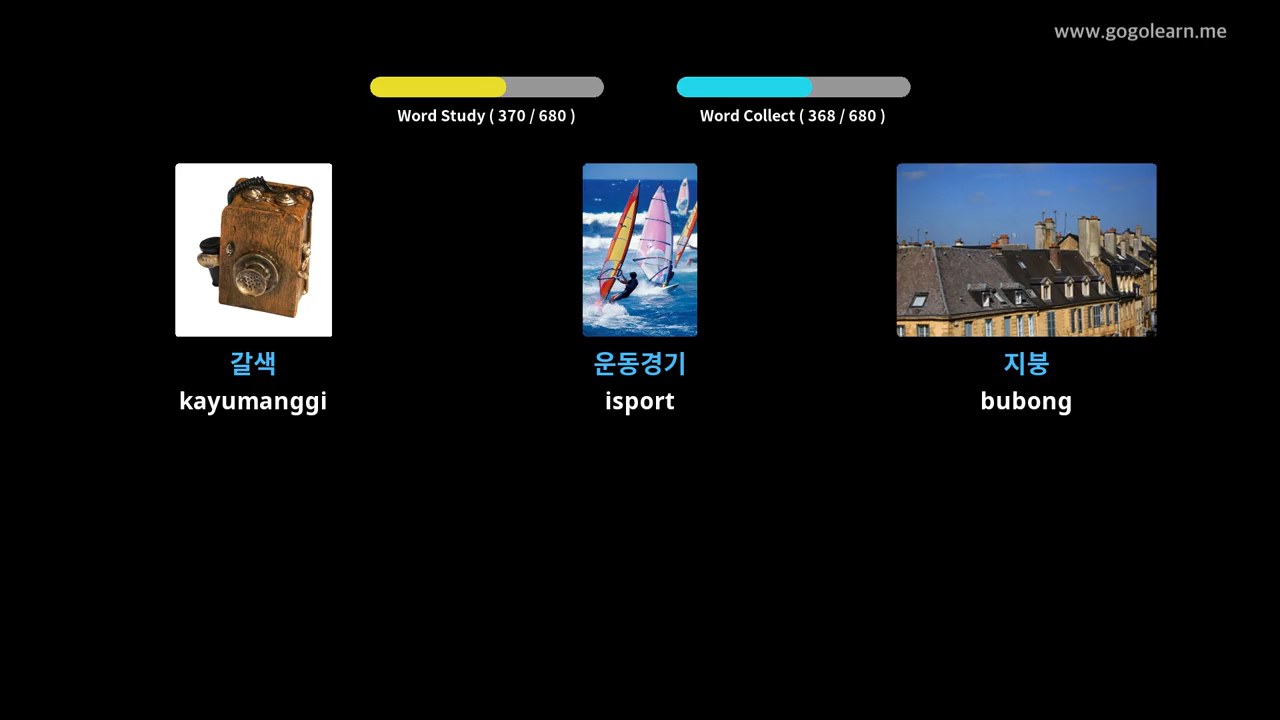 www.gogolearn.me
Word Study ( 370 / 680 )
Word Collect ( 368 / 680 )
갈색
kayumanggi
운동경기
isport
지붕
bubong